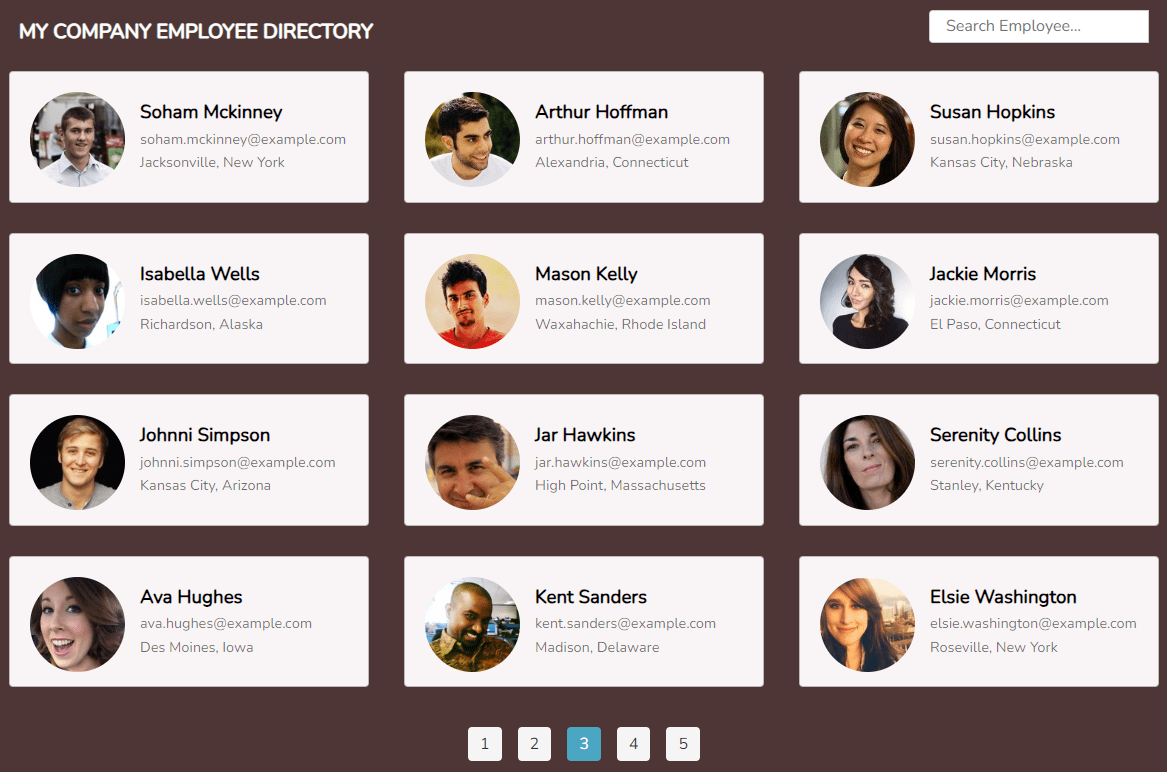 MY COMPANY EMPLOYEE DIRECTORY
Search Employee...
Soham Mckinney
soham.mckinney@example.com
Jacksonville, New York
Arthur Hoffman
arthur.hoffman@example.com
Alexandria, Connecticut
Susan Hopkins
susan.hopkins@example.com
Kansas City, Nebraska
Isabella Wells
isabella.wells@example.com
Richardson, Alaska
Mason Kelly
mason.kelly@example.com
Waxahachie, Rhode Island
Jackie Morris
jackie.morris@example.com
El Paso, Connecticut
Johnni Simpson
johnni.simpson@example.com
Kansas City, Arizona
Jar Hawkins
jar.hawkins@example.com
High Point, Massachusetts
Serenity Collins
serenity.collins@example.com
Stanley, Kentucky
Ava Hughes
ava.hughes@example.com
Des Moines, Iowa
Kent Sanders
kent.sanders@example.com
Madison, Delaware
Elsie Washington
elsie.washington@example.com
Roseville, New York
1 2 3 4 5